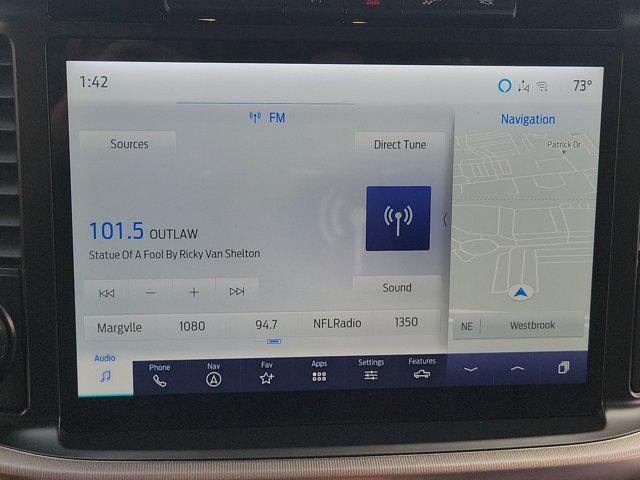 1:42
73°
FM
Navigation
Sources
Direct Tune
Patrick Dr
101.5 OUTLAW
Statue Of A Fool By Ricky Van Shelton
Sound
Margvlle
1080
94.7
NFLRadio
1350
NE
Westbrook
Audio
Phone
Nav
Fav
Apps
Settings
Features